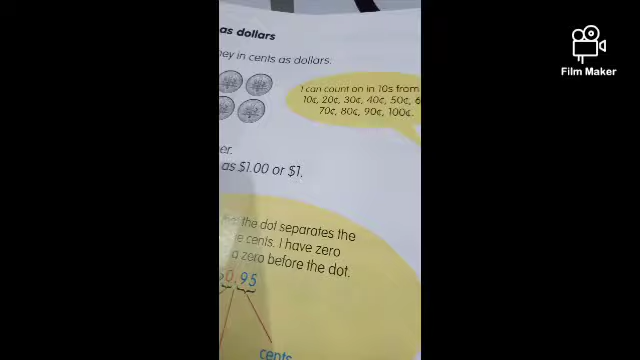 as dollars
ey in cents as dollars.
I can count on in 10s from
10¢, 20¢, 30¢, 40¢, 50¢, 6
70¢, 80¢, 90¢, 100¢.
er.
as $1.00 or $1.
the dot separates the
e cents. I have zero
a zero before the dot.
0.95
cents
Film Maker